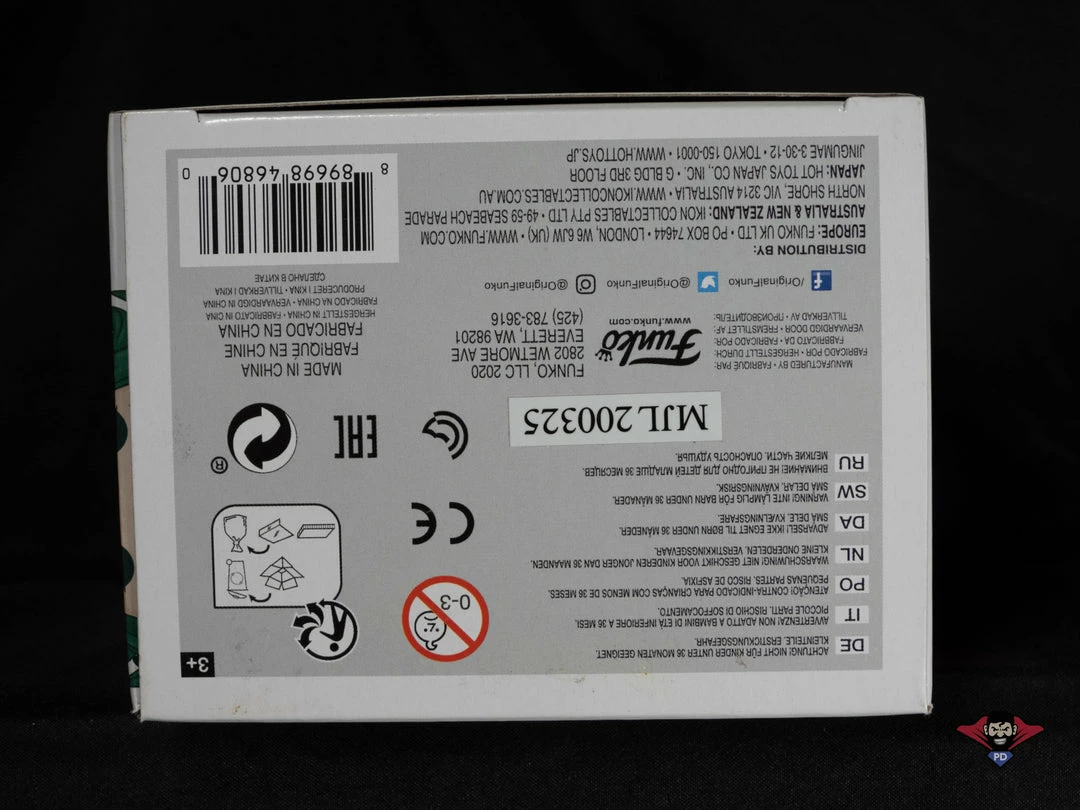 DE ACHTUNG! NICHT FÜR KINDER UNTER 36 MONATEN GEEIGNET.
KLEINTEILE. ERSTICKUNGSGEFAHR.
IT AVVERTENZA! NON ADATTO A BAMBINI DI ETÀ INFERIORE A 36 MESI.
PICCOLE PARTI. RISCHIO DI SOFFOCAMENTO.
PO ATENÇÃO! CONTRA-INDICADO PARA CRIANÇAS COM MENOS DE 36 MESES.
PEQUENAS PARTES. RISCO DE ASFIXIA.
NL WAARSCHUWING! NIET GESCHIKT VOOR KINDEREN JONGER DAN 36 MAANDEN.
KLEINE ONDERDELEN. VERSTIKKINGSGEVAAR.
DA ADVARSEL! IKKE EGNET TIL BØRN UNDER 36 MÅNEDER.
SMÅ DELE. KVÆLNINGSFARE.
SW VARNING! INTE LÄMPLIG FÖR BARN UNDER 36 MÅNADER.
SMÅ DELAR. KVÄVNINGSRISK.
RU ВНИМАНИЕ! НЕ ПРИГОДНО ДЛЯ ДЕТЕЙ МЛАДШЕ 36 МЕСЯЦЕВ.
МЕЛКИЕ ЧАСТИ. ОПАСНОСТЬ УДУШЬЯ.
0-3
3+
CE
EAC
®
MJL200325
MANUFACTURED BY • FABRIQUÉ PAR:
FABRICADO POR • HERGESTELLT DURCH:
FABBRICATO DA • FABRICADO POR:
VERVAARDIGD DOOR • FREMSTILLET AF:
TILLVERKAD AV • ПРОИЗВОДИТЕЛЬ:
Funko
www.funko.com
FUNKO, LLC 2020
2802 WETMORE AVE
EVERETT, WA 98201
(425) 783-3616
MADE IN CHINA
FABRIQUÉ EN CHINE
FABRICADO EN CHINA
HERGESTELLT IN CHINA • FABBRICATO IN CINA
FABRICADO NA CHINA • VERVAARDIGD IN CHINA
PRODUCERET I KINA • TILLVERKAD I KINA
СДЕЛАНО В КИТАЕ
/OriginalFunko @OriginalFunko @OriginalFunko
DISTRIBUTION BY:
EUROPE: FUNKO UK LTD • PO BOX 74644 • LONDON, W6 6JW (UK) • WWW.FUNKO.COM
AUSTRALIA & NEW ZEALAND: IKON COLLECTABLES PTY LTD • 49-59 SEABEACH PARADE
NORTH SHORE, VIC 3214 AUSTRALIA • WWW.IKONCOLLECTABLES.COM.AU
JAPAN: HOT TOYS JAPAN CO., INC. • G BLDG 3RD FLOOR
JINGUMAE 3-30-12 • TOKYO 150-0001 • WWW.HOTTOYS.JP
8 89698 46806 0
PD